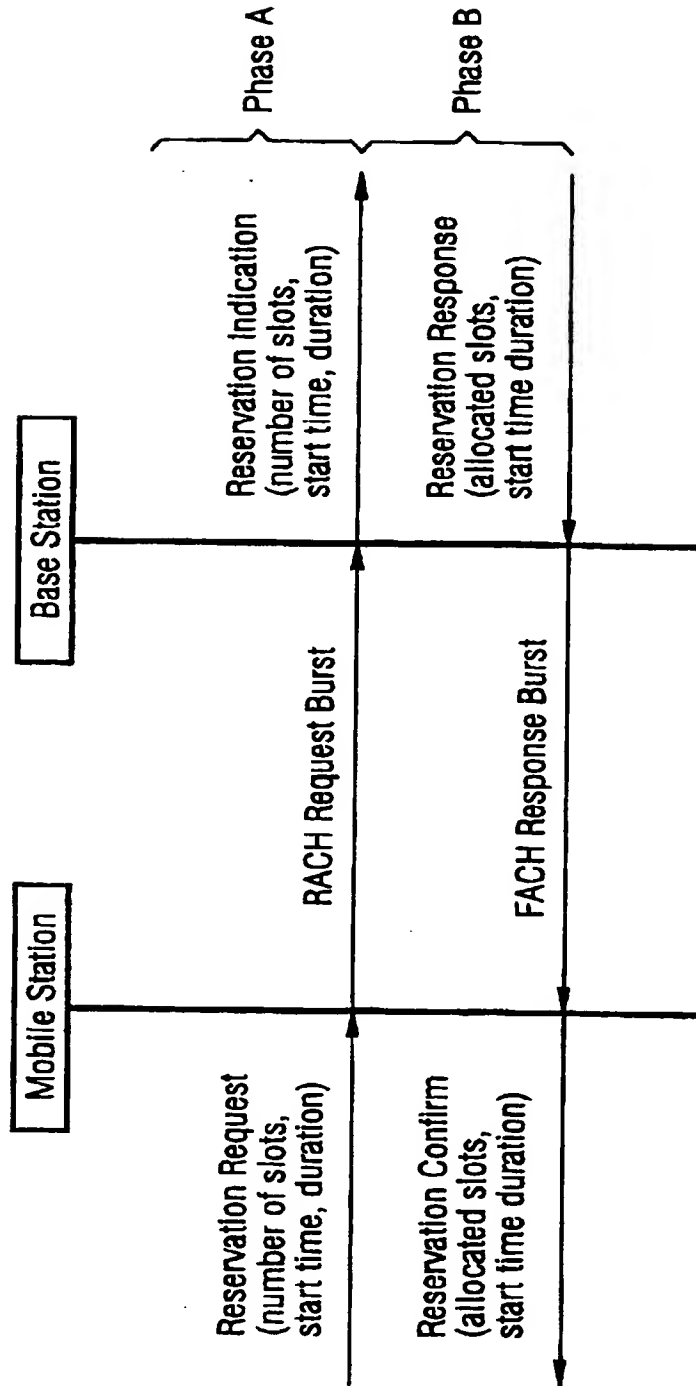 Mobile Station
Base Station
Reservation Request
(number of slots,
start time, duration)
RACH Request Burst
Reservation Indication
(number of slots,
start time, duration)
Phase A
Reservation Confirm
(allocated slots,
start time duration)
FACH Response Burst
Reservation Response
(allocated slots,
start time duration)
Phase B